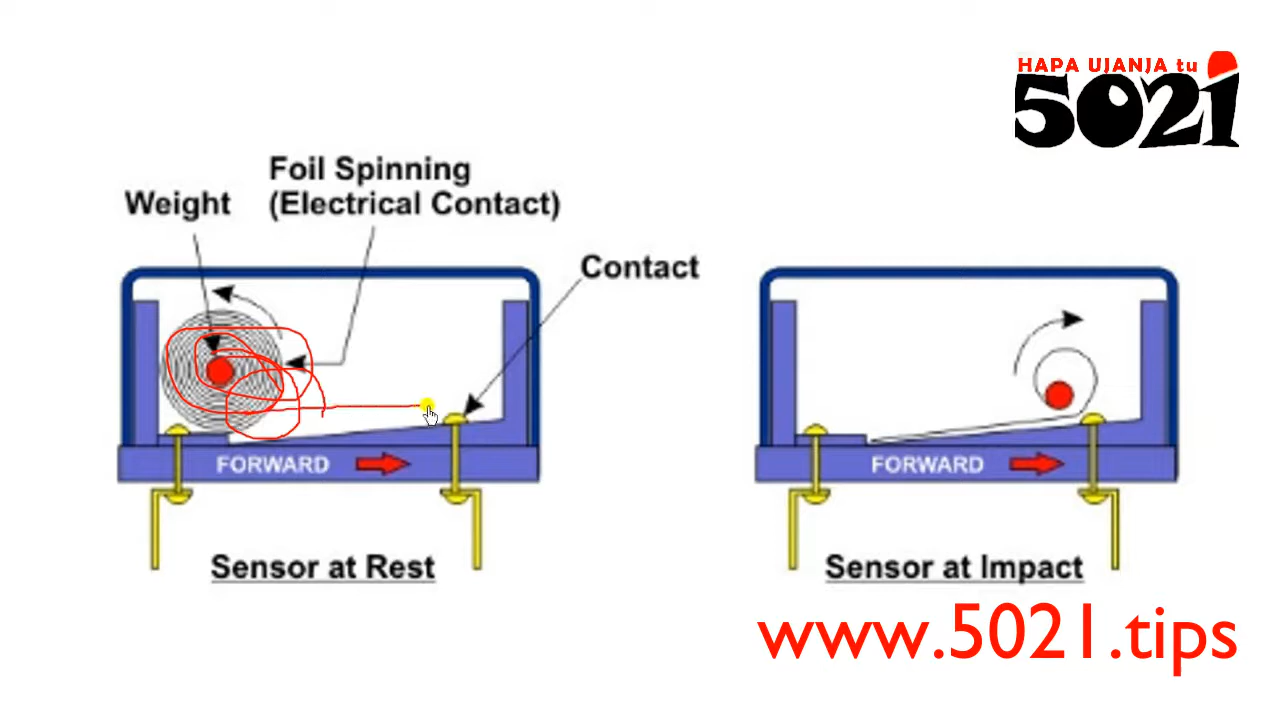 HAPA UJANJA tu
5021
Foil Spinning
Weight (Electrical Contact)
Contact
FORWARD
FORWARD
Sensor at Rest
Sensor at Impact
www.5021.tips